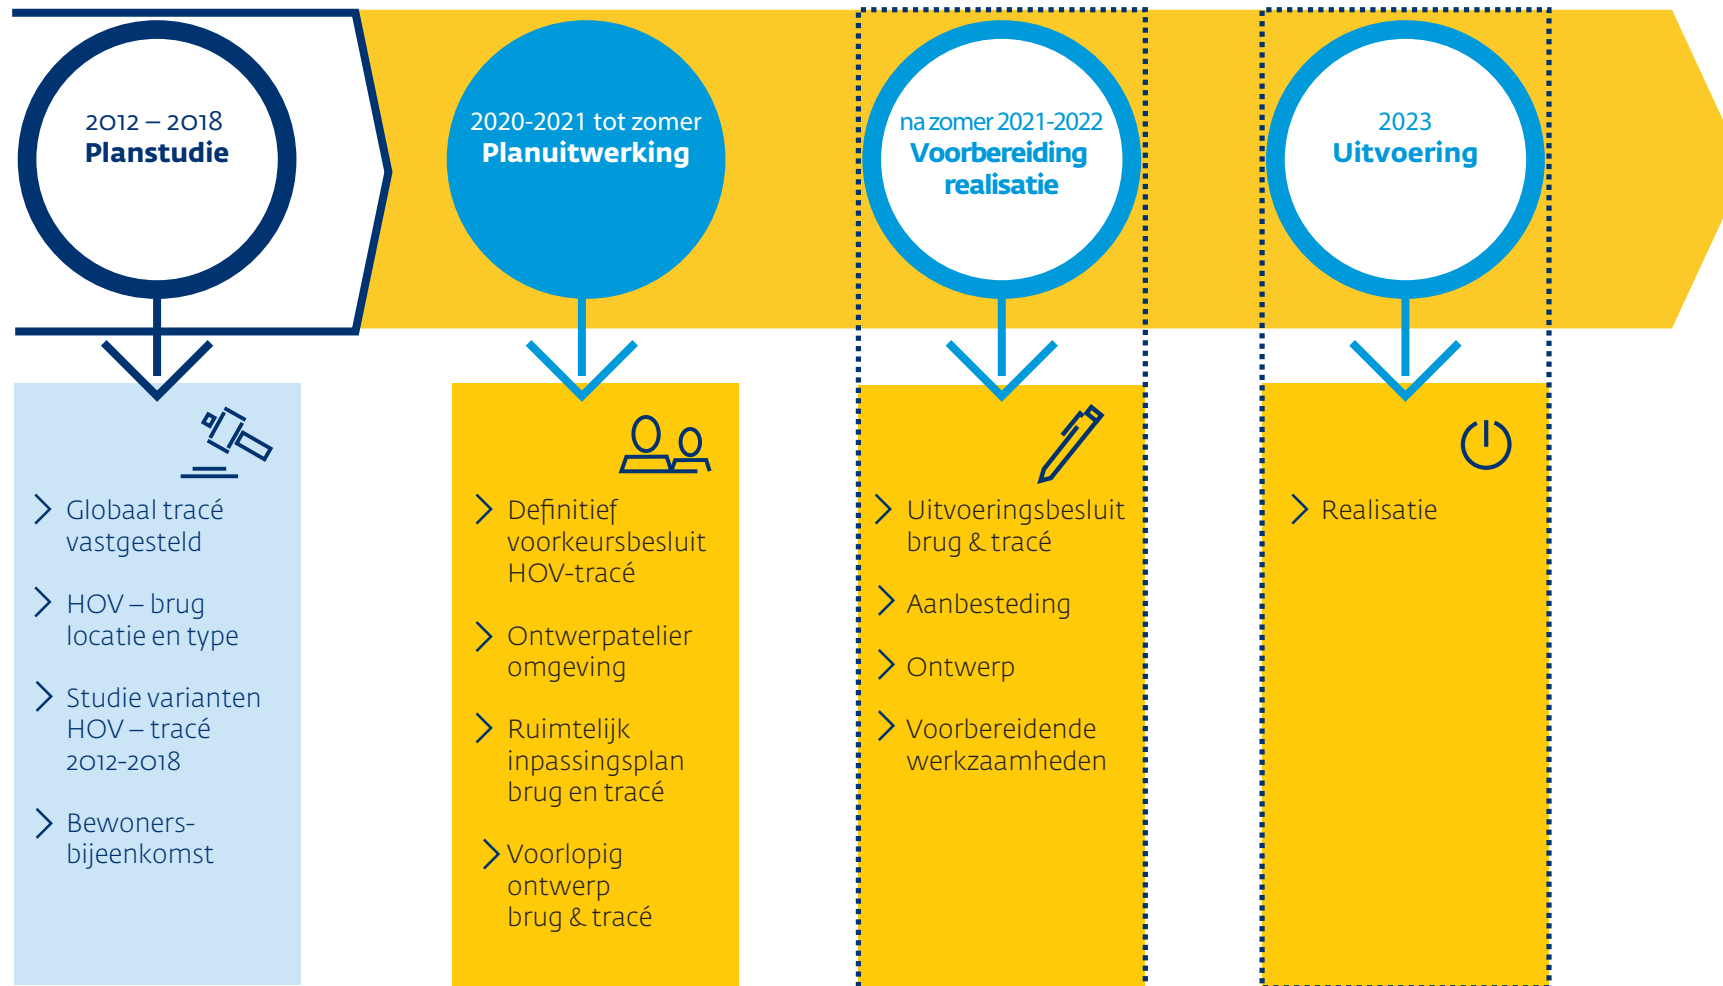 2012 – 2018
Planstudie
2020-2021 tot zomer
Planuitwerking
na zomer 2021-2022
Voorbereiding
realisatie
2023
Uitvoering
Globaal tracé
vastgesteld
HOV – brug
locatie en type
Studie varianten
HOV – tracé
2012-2018
Bewoners-
bijeenkomst
Definitief
voorkeursbesluit
HOV-tracé
Ontwerpatelier
omgeving
Ruimtelijk
inpassingsplan
brug en tracé
Voorlopig
ontwerp
brug & tracé
Uitvoeringsbesluit
brug & tracé
Aanbesteding
Ontwerp
Voorbereidende
werkzaamheden
Realisatie